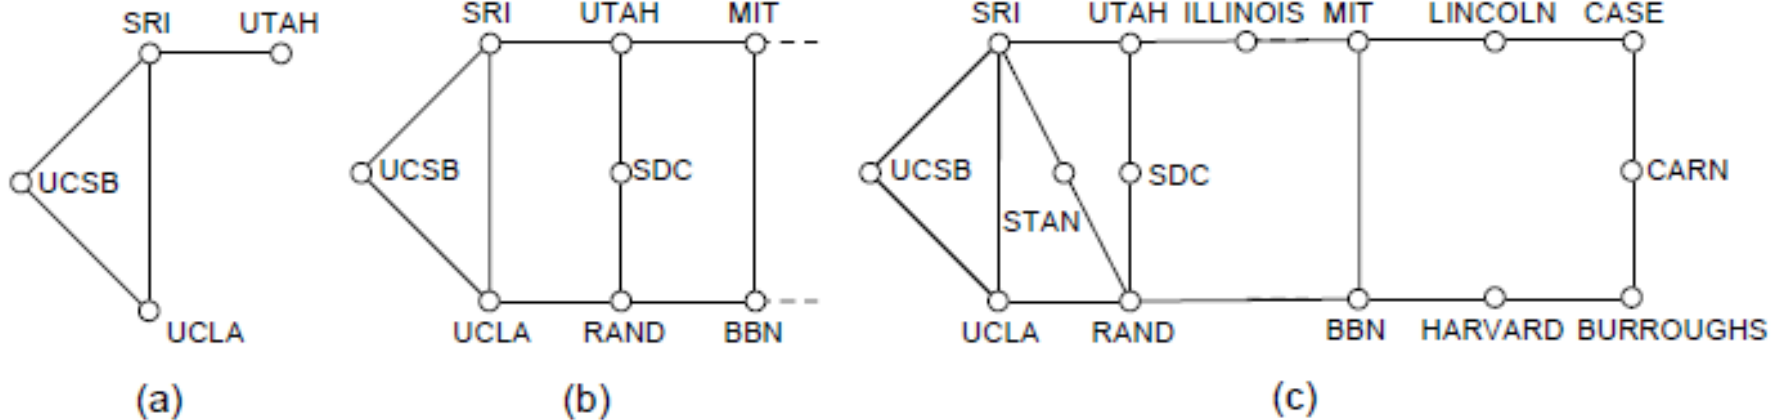 SRI UTAH
UCSB
UCLA
(a)
SRI UTAH MIT
UCSB SDC
UCLA RAND BBN
(b)
SRI UTAH ILLINOIS MIT LINCOLN CASE
UCSB SDC CARN
STAN
UCLA RAND BBN HARVARD BURROUGHS
(c)